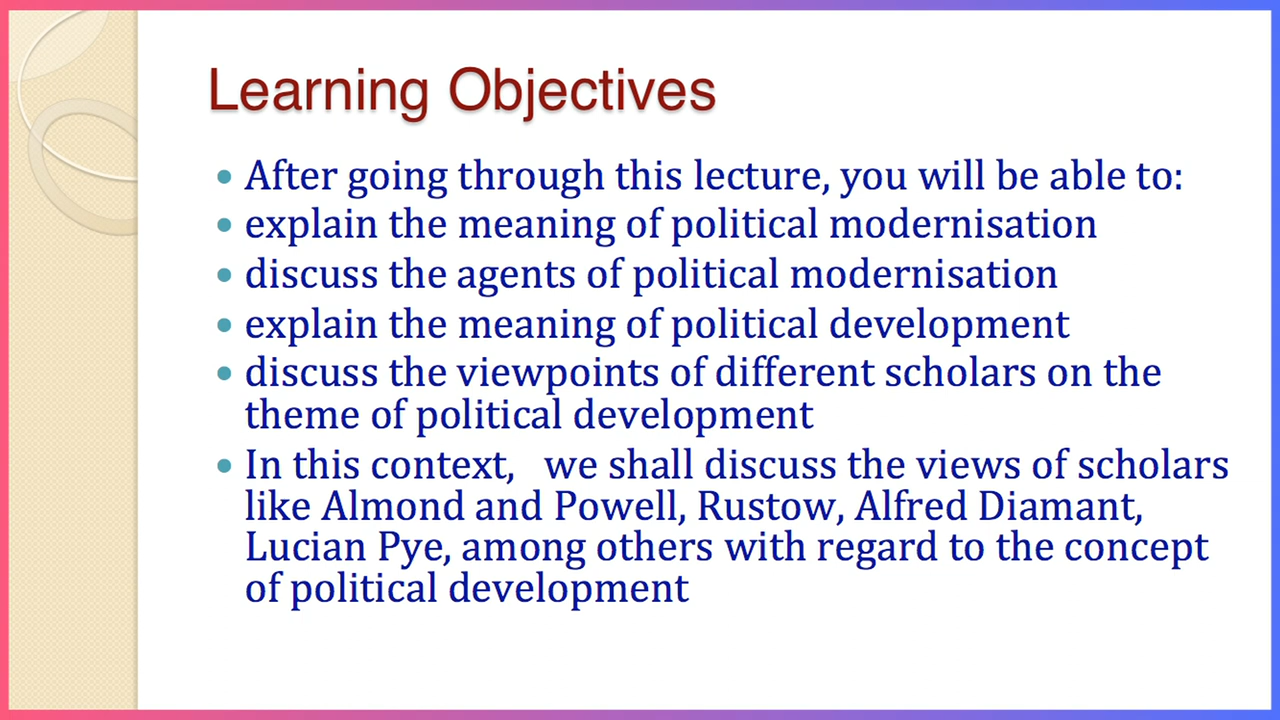 Learning Objectives
• After going through this lecture, you will be able to:
• explain the meaning of political modernisation
• discuss the agents of political modernisation
• explain the meaning of political development
• discuss the viewpoints of different scholars on the
theme of political development
• In this context,   we shall discuss the views of scholars
like Almond and Powell, Rustow, Alfred Diamant,
Lucian Pye, among others with regard to the concept
of political development